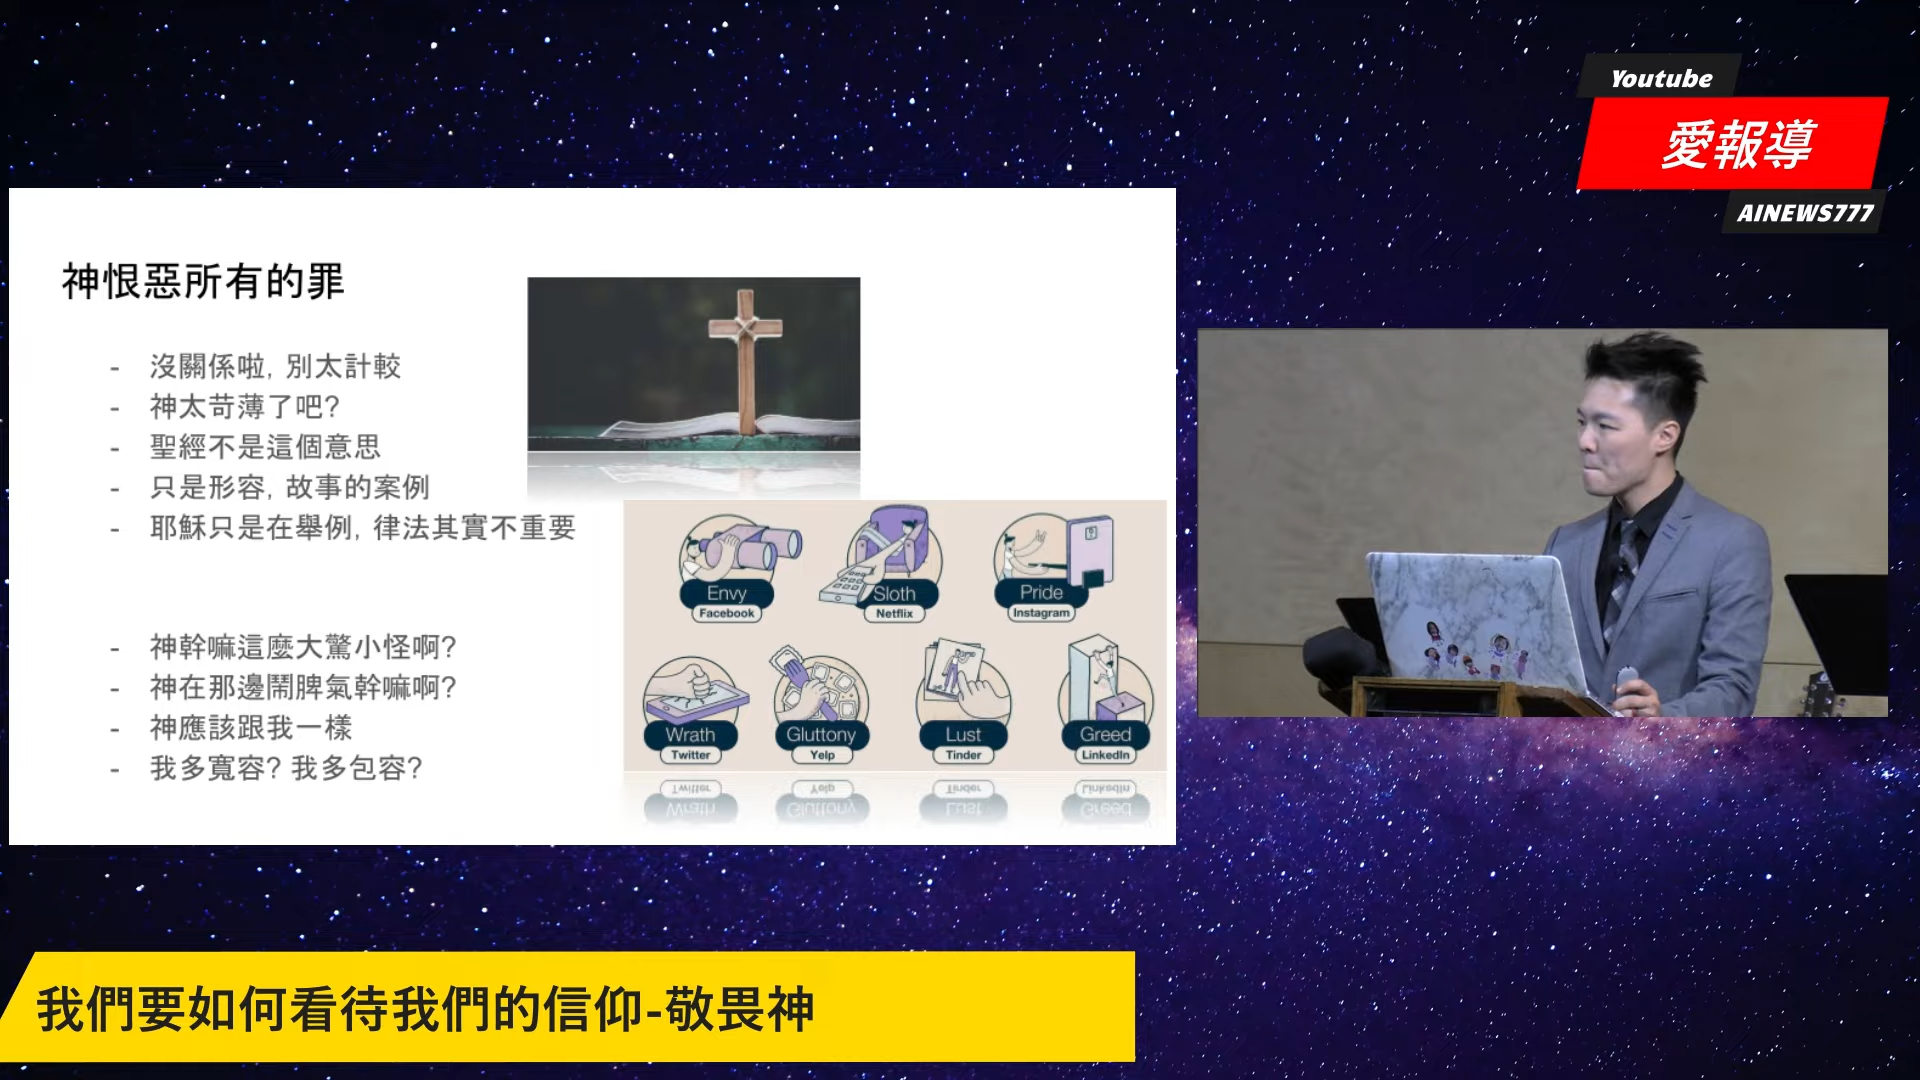 Youtube
愛報導
AINEWS777
神恨惡所有的罪
- 沒關係啦, 別太計較
- 神太苛薄了吧?
- 聖經不是這個意思
- 只是形容, 故事的案例
- 耶穌只是在舉例, 律法其實不重要
- 神幹嘛這麼大驚小怪啊?
- 神在那邊鬧脾氣幹嘛啊?
- 神應該跟我一樣
- 我多寬容? 我多包容?
Envy
Facebook
Sloth
Netflix
Pride
Instagram
Wrath
Twitter
Gluttony
Yelp
Lust
Tinder
Greed
LinkedIn
我們要如何看待我們的信仰-敬畏神